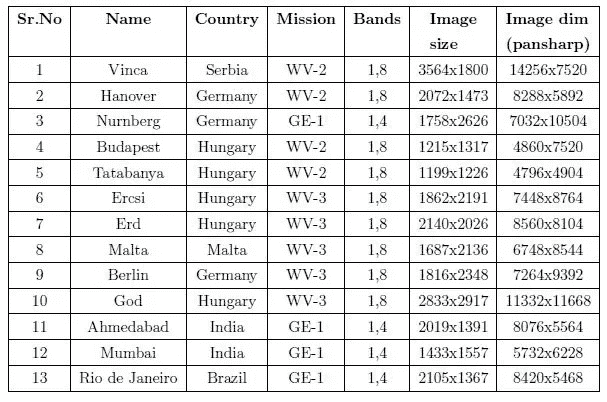 Sr.No Name Country Mission Bands Image size Image dim (pansharp)
1 Vinca Serbia WV-2 1,8 3564x1800 14256x7520
2 Hanover Germany WV-2 1,8 2072x1473 8288x5892
3 Nurnberg Germany GE-1 1,4 1758x2626 7032x10504
4 Budapest Hungary WV-2 1,8 1215x1317 4860x7520
5 Tatabanya Hungary WV-2 1,8 1199x1226 4796x4904
6 Ercsi Hungary WV-3 1,8 1862x2191 7448x8764
7 Erd Hungary WV-3 1,8 2140x2026 8560x8104
8 Malta Malta WV-3 1,8 1687x2136 6748x8544
9 Berlin Germany WV-3 1,8 1816x2348 7264x9392
10 God Hungary WV-3 1,8 2833x2917 11332x11668
11 Ahmedabad India GE-1 1,4 2019x1391 8076x5564
12 Mumbai India GE-1 1,4 1433x1557 5732x6228
13 Rio de Janeiro Brazil GE-1 1,4 2105x1367 8420x5468